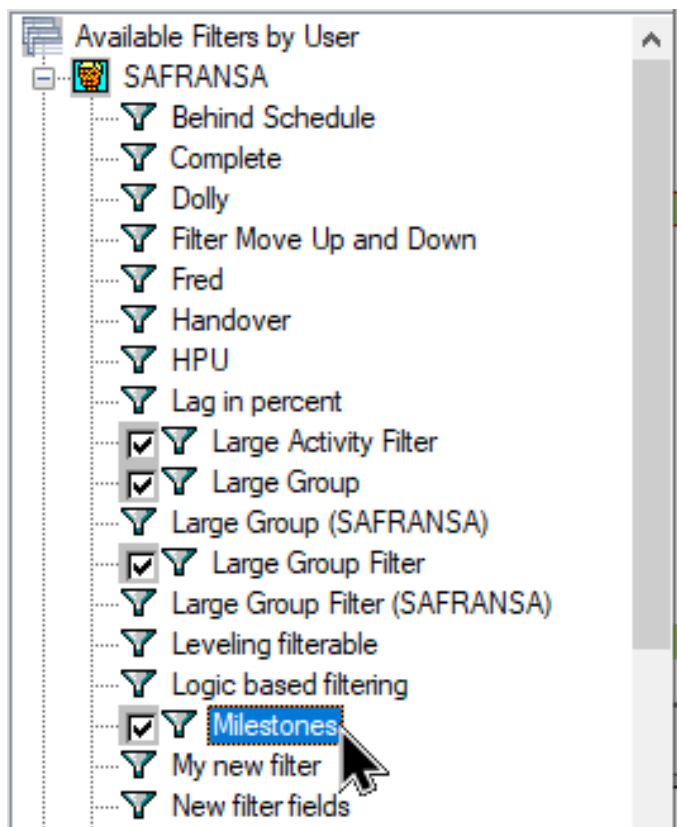 Available Filters by User
SAFRANSA
Behind Schedule
Complete
Dolly
Filter Move Up and Down
Fred
Handover
HPU
Lag in percent
Large Activity Filter
Large Group
Large Group (SAFRANSA)
Large Group Filter
Large Group Filter (SAFRANSA)
Leveling filterable
Logic based filtering
Milestones
My new filter
New filter fields